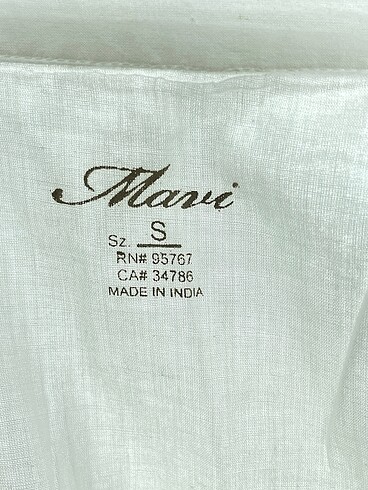 Mavi
Sz. S
RN# 95767
CA# 34786
MADE IN INDIA